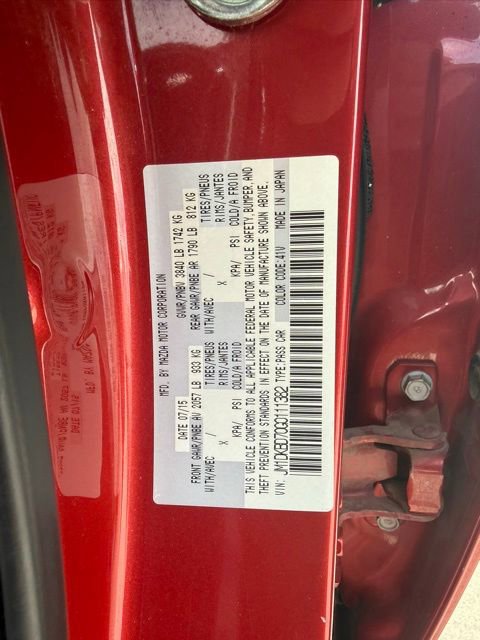 MFD. BY MAZDA MOTOR CORPORATION
DATE 07/15 GVWR/PNBV 3840 LB 1742 KG
FRONT GAWR/PNBE AV 2057 LB 933 KG REAR GAWR/PNBE AR 1790 LB 812 KG
WITH/AVEC / TIRES/PNEUS WITH/AVEC / TIRES/PNEUS
X RIMS/JANTES X RIMS/JANTES
KPA/ PSI COLD/A FROID KPA/ PSI COLD/A FROID
THIS VEHICLE CONFORMS TO ALL APPLICABLE FEDERAL MOTOR VEHICLE SAFETY, BUMPER, AND
THEFT PREVENTION STANDARDS IN EFFECT ON THE DATE OF MANUFACTURE SHOWN ABOVE.
JM1DKBD7XG0111382 TYPE:PASS CAR COLOR CODE:41V MADE IN JAPAN
VIN: